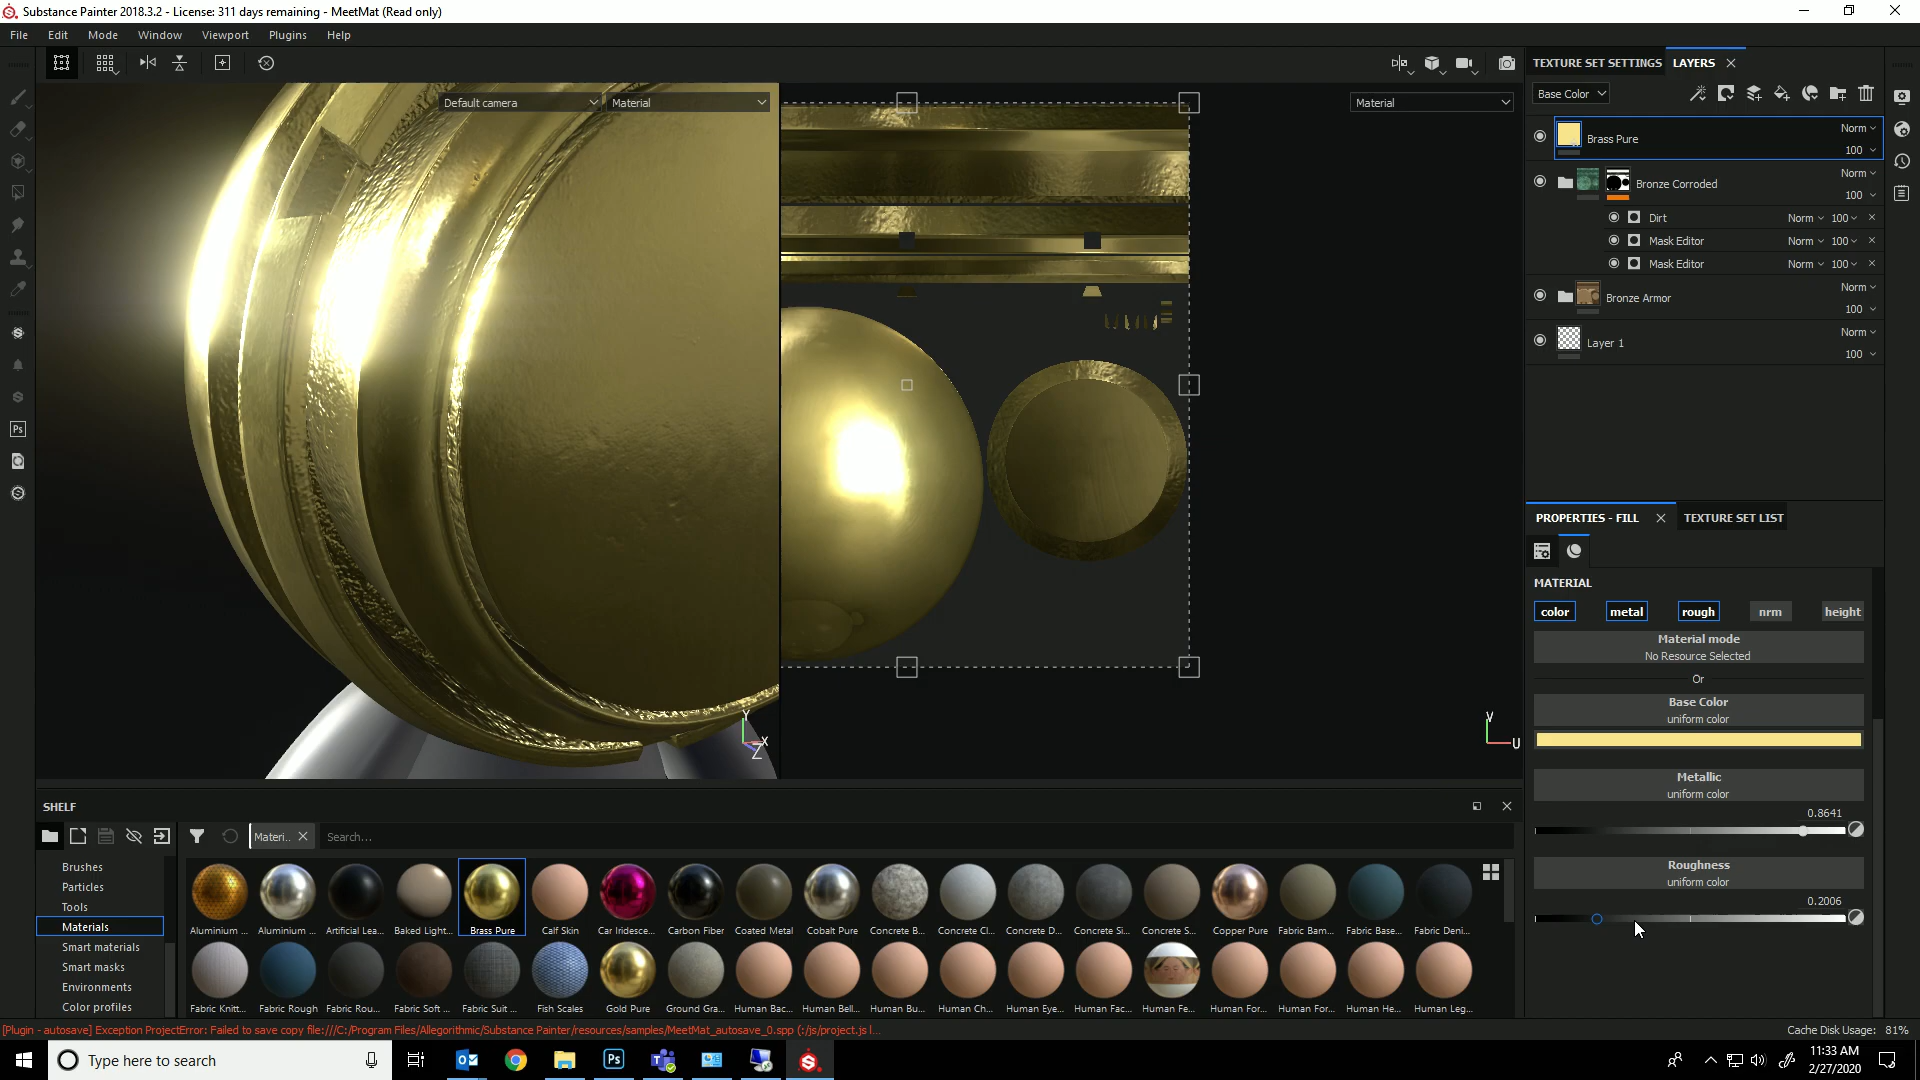 Substance Painter 2018.3.2 - License: 311 days remaining - MeetMat (Read only)
File Edit Mode Window Viewport Plugins Help
Default camera
Material
Material
TEXTURE SET SETTINGS
LAYERS
Base Color
Brass Pure
Norm
100
Bronze Corroded
Norm
100
Dirt
Norm 100
Mask Editor
Norm 100
Mask Editor
Norm 100
Bronze Armor
Norm
100
Layer 1
Norm
100
Y
X
Z
V
U
PROPERTIES - FILL
TEXTURE SET LIST
MATERIAL
color metal rough nrm height
Material mode
No Resource Selected
Or
Base Color
uniform color
Metallic
uniform color
0.8641
Roughness
uniform color
0.2006
SHELF
Materi..
Search...
Brushes
Particles
Tools
Materials
Smart materials
Smart masks
Environments
Color profiles
Aluminium ... Aluminium ... Artificial Lea... Baked Light... Brass Pure Calf Skin Car Iridesce... Carbon Fiber Coated Metal Cobalt Pure Concrete B... Concrete Cl... Concrete D... Concrete Si... Concrete S... Copper Pure Fabric Bam... Fabric Base... Fabric Deni...
Fabric Knitt... Fabric Rough Fabric Rou... Fabric Soft ... Fabric Suit ... Fish Scales Gold Pure Ground Gra... Human Bac... Human Bell... Human Bu... Human Ch... Human Eye... Human Fac... Human Fe... Human For... Human For... Human He... Human Leg...
[Plugin - autosave] Exception ProjectError: Failed to save copy file:///C:/Program Files/Allegorithmic/Substance Painter/resources/samples/MeetMat_autosave_0.spp (:/js/project.js l...
Cache Disk Usage: 81%
Type here to search
Ps
Ps
11:33 AM
2/27/2020